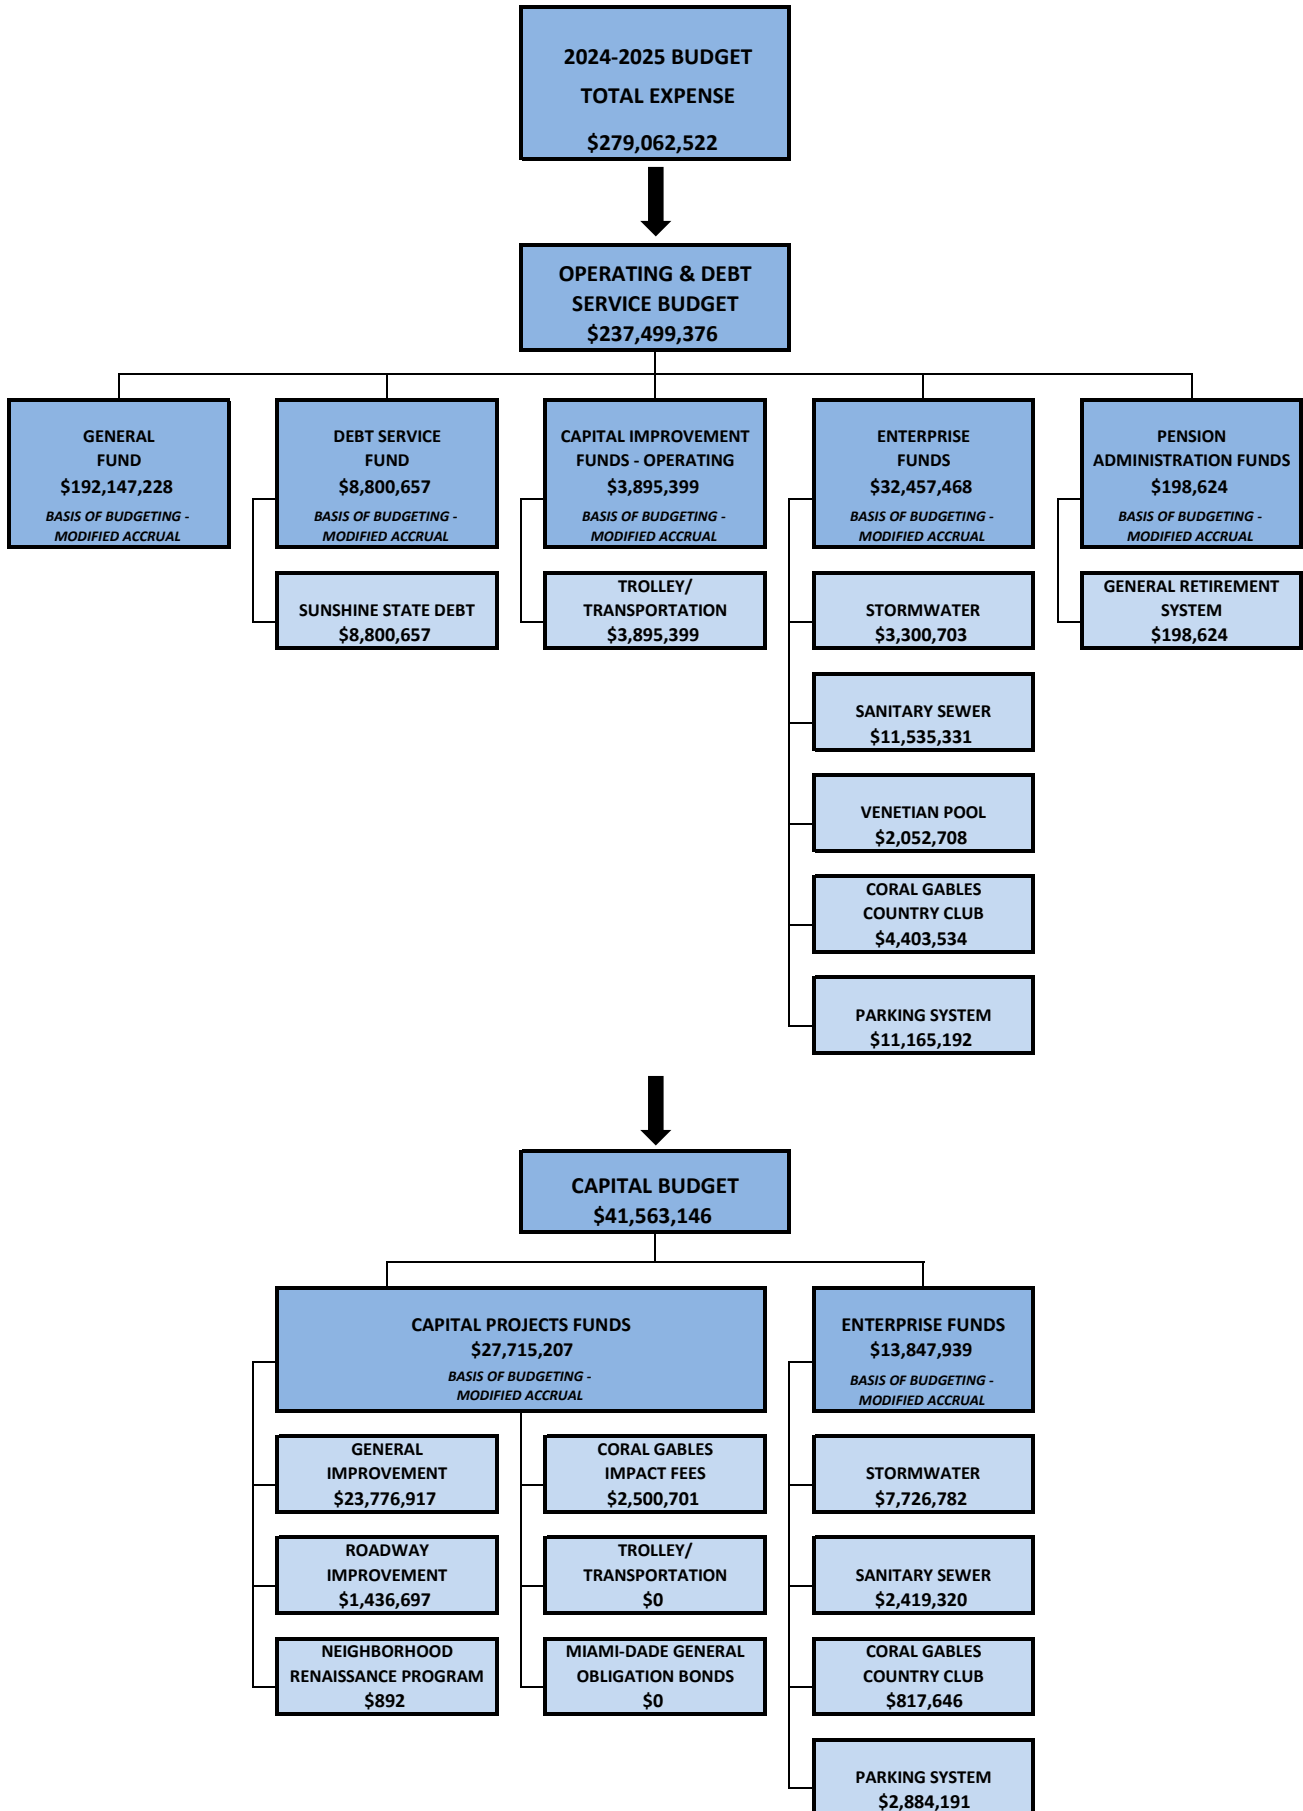 2024-2025 BUDGET
TOTAL EXPENSE
$279,062,522
OPERATING & DEBT
SERVICE BUDGET
$237,499,376
GENERAL
FUND
$192,147,228
BASIS OF BUDGETING -
MODIFIED ACCRUAL
DEBT SERVICE
FUND
$8,800,657
BASIS OF BUDGETING -
MODIFIED ACCRUAL
SUNSHINE STATE DEBT
$8,800,657
CAPITAL IMPROVEMENT
FUNDS - OPERATING
$3,895,399
BASIS OF BUDGETING -
MODIFIED ACCRUAL
TROLLEY/
TRANSPORTATION
$3,895,399
ENTERPRISE
FUNDS
$32,457,468
BASIS OF BUDGETING -
MODIFIED ACCRUAL
STORMWATER
$3,300,703
SANITARY SEWER
$11,535,331
VENETIAN POOL
$2,052,708
CORAL GABLES
COUNTRY CLUB
$4,403,534
PARKING SYSTEM
$11,165,192
PENSION
ADMINISTRATION FUNDS
$198,624
BASIS OF BUDGETING -
MODIFIED ACCRUAL
GENERAL RETIREMENT
SYSTEM
$198,624
CAPITAL BUDGET
$41,563,146
CAPITAL PROJECTS FUNDS
$27,715,207
BASIS OF BUDGETING -
MODIFIED ACCRUAL
GENERAL
IMPROVEMENT
$23,776,917
ROADWAY
IMPROVEMENT
$1,436,697
NEIGHBORHOOD
RENAISSANCE PROGRAM
$892
CORAL GABLES
IMPACT FEES
$2,500,701
TROLLEY/
TRANSPORTATION
$0
MIAMI-DADE GENERAL
OBLIGATION BONDS
$0
ENTERPRISE FUNDS
$13,847,939
BASIS OF BUDGETING -
MODIFIED ACCRUAL
STORMWATER
$7,726,782
SANITARY SEWER
$2,419,320
CORAL GABLES
COUNTRY CLUB
$817,646
PARKING SYSTEM
$2,884,191